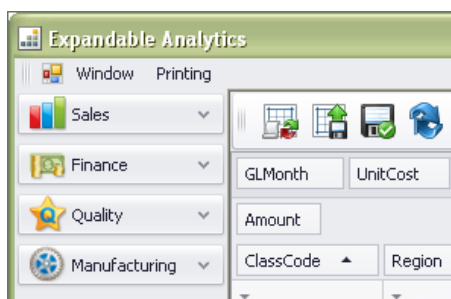 Expandable Analytics
Window Printing
Sales
Finance
Quality
Manufacturing
GLMonth UnitCost
Amount
ClassCode Region